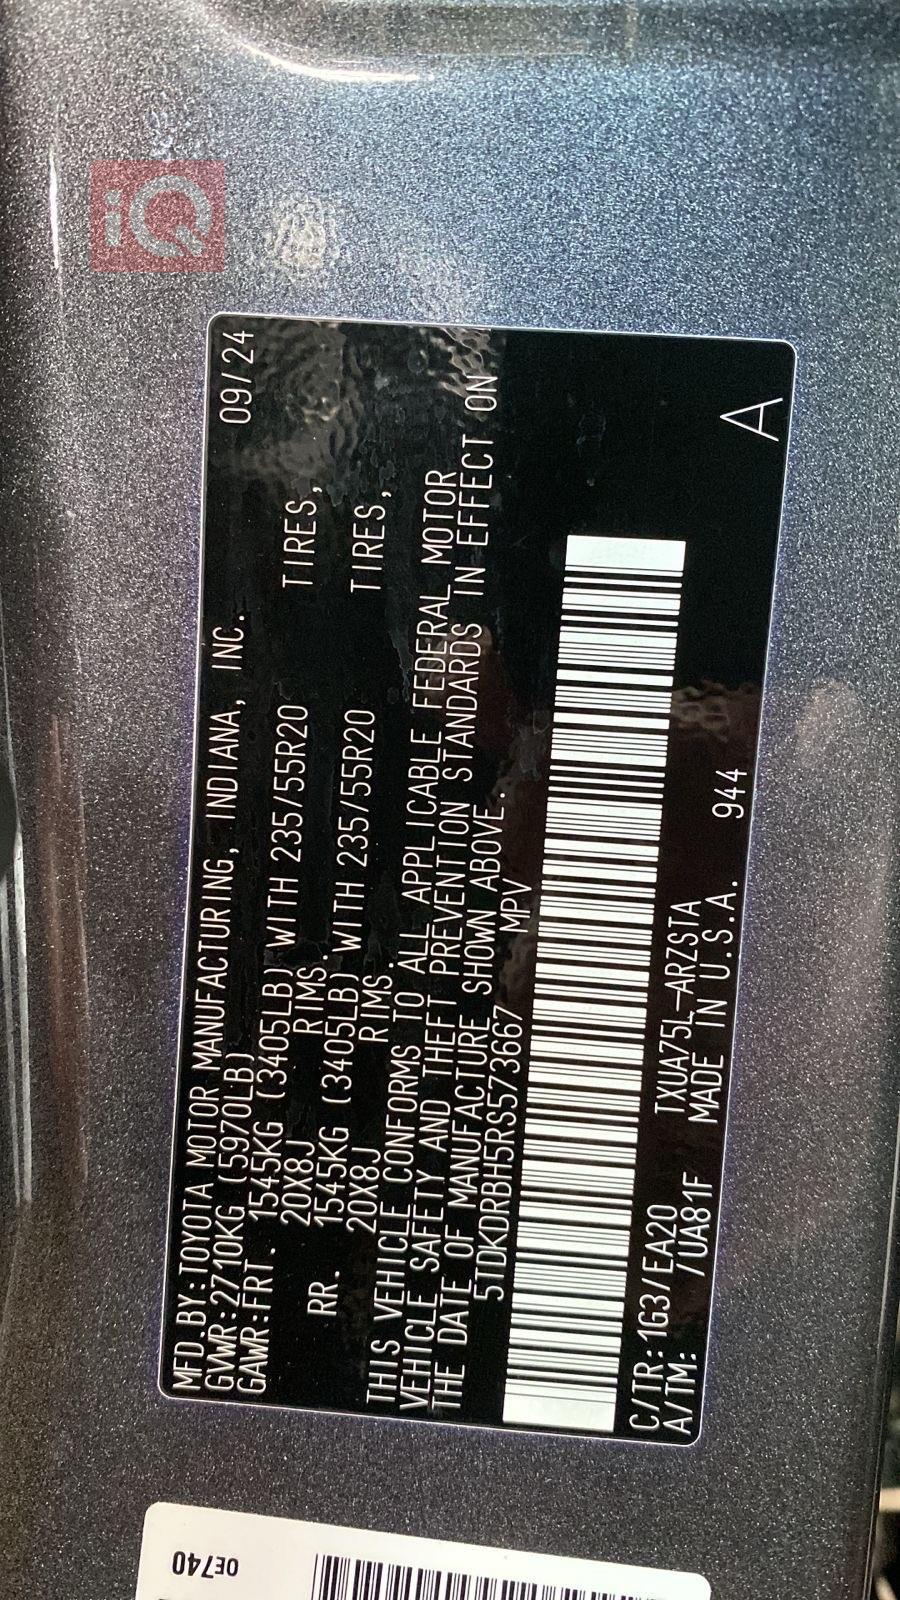 iQ
MFD.BY:TOYOTA MOTOR MANUFACTURING, INDIANA, INC. 09/24
GVWR:2710KG (5970LB)
GAWR:FRT. 1545KG (3405LB) WITH 235/55R20 TIRES,
20X8J RIMS.
RR. 1545KG (3405LB) WITH 235/55R20 TIRES,
20X8J RIMS.
THIS VEHICLE CONFORMS TO ALL APPLICABLE FEDERAL MOTOR
VEHICLE SAFETY AND THEFT PREVENTION STANDARDS IN EFFECT ON
THE DATE OF MANUFACTURE SHOWN ABOVE.
5TDKDRBH5RS573667 MPV
C/TR:1G3/EA20 TXUA75L-ARZSTA
A/TM: /UA81F MADE IN U.S.A. 944 A
0E740